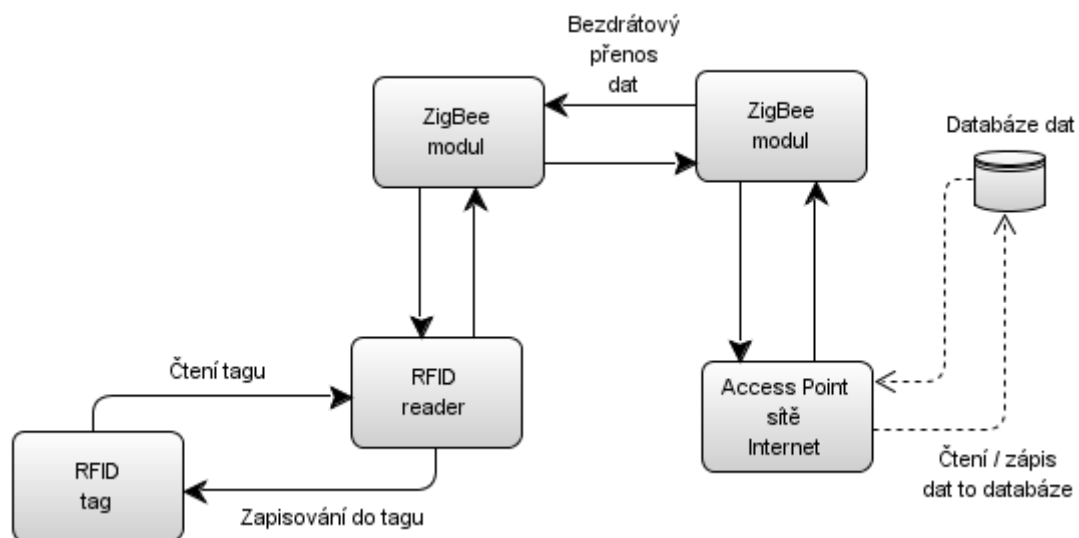 Bezdrátový
přenos
dat
ZigBee
modul
ZigBee
modul
Databáze dat
Čtení tagu
RFID
reader
Access Point
sítě
Internet
RFID
tag
Zapisování do tagu
Čtení / zápis
dat to databáze